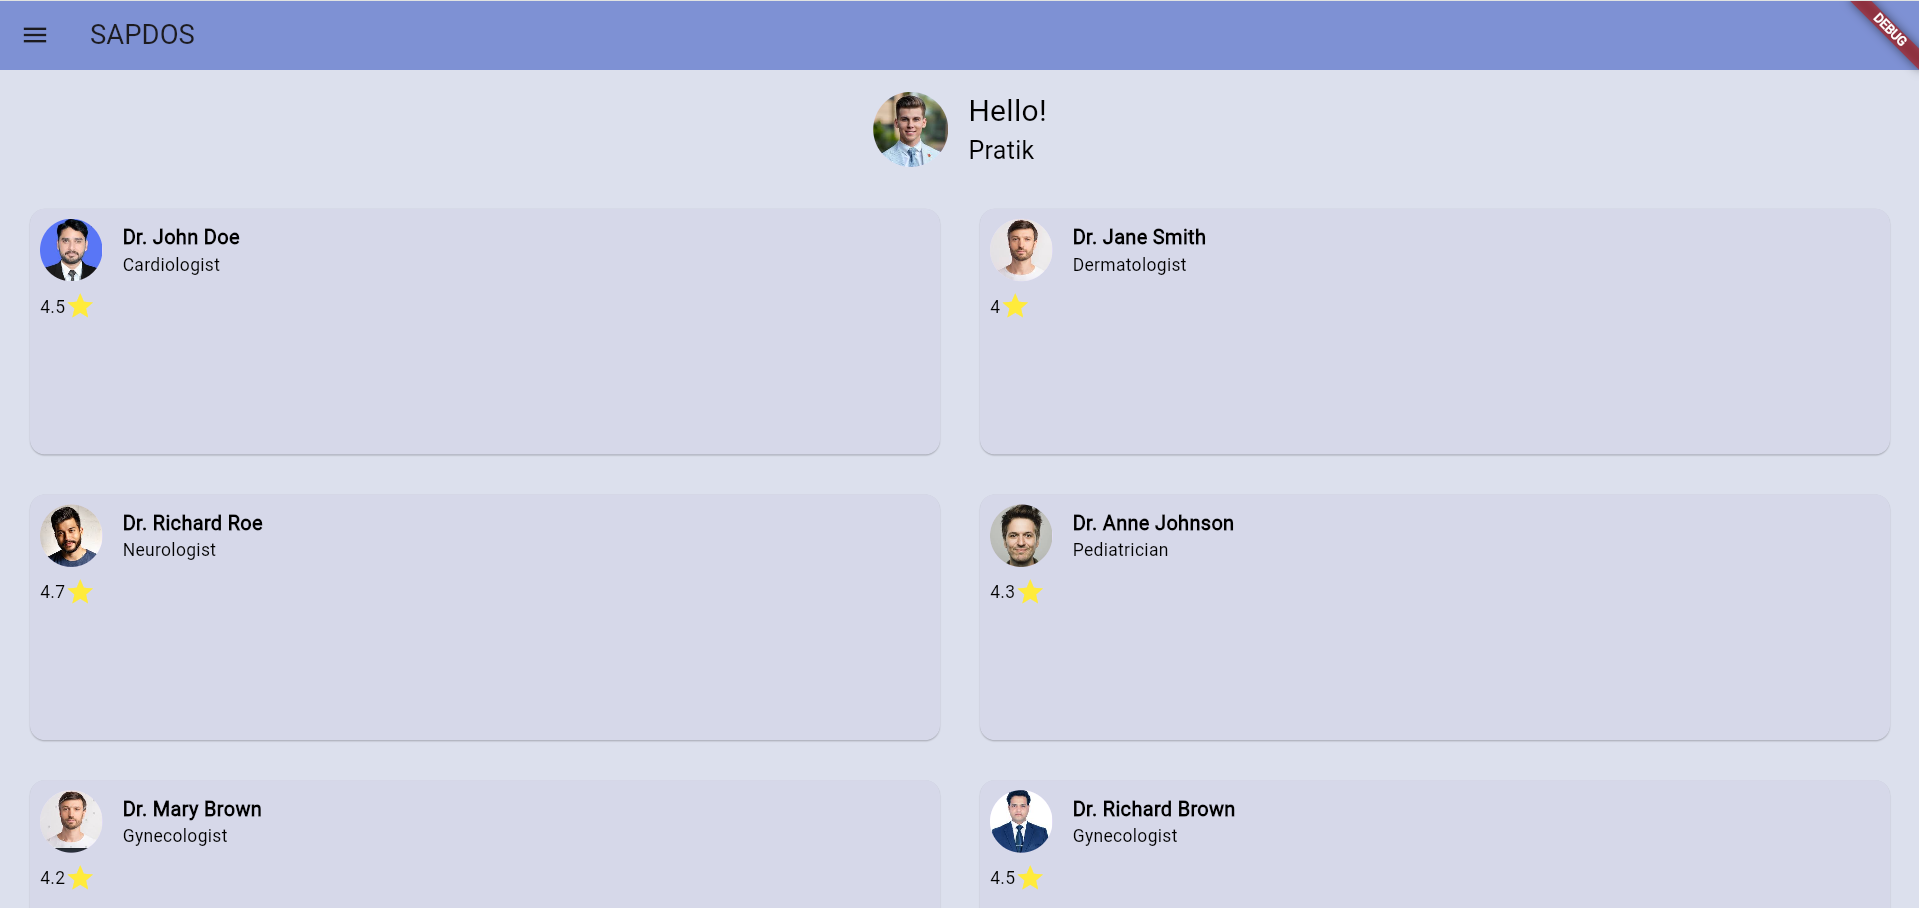 SAPDOS
DEBUG
Hello!
Pratik
Dr. John Doe
Cardiologist
4.5
Dr. Jane Smith
Dermatologist
4
Dr. Richard Roe
Neurologist
4.7
Dr. Anne Johnson
Pediatrician
4.3
Dr. Mary Brown
Gynecologist
4.2
Dr. Richard Brown
Gynecologist
4.5